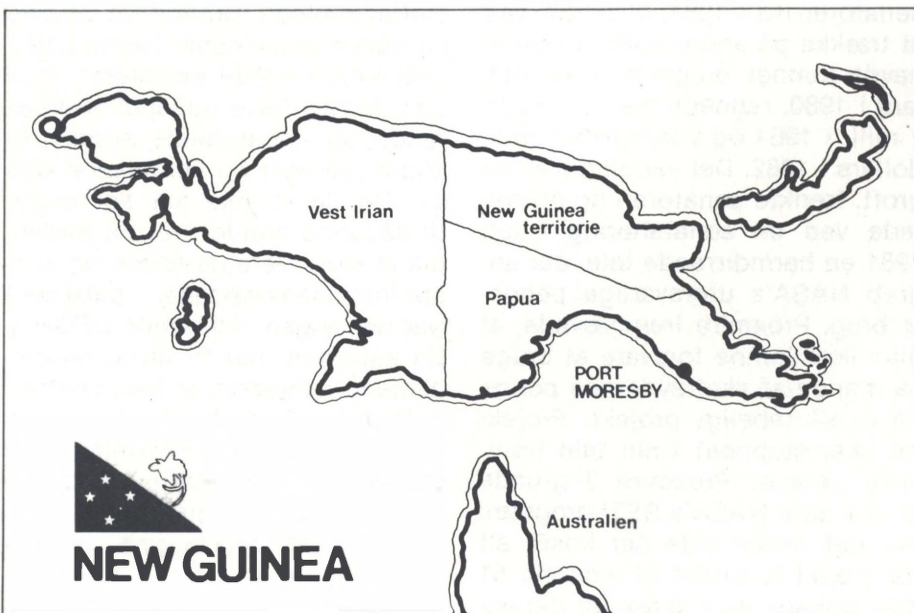 Vest Irian
New Guinea
territorie
Papua
PORT
MORESBY
Australien
NEW GUINEA